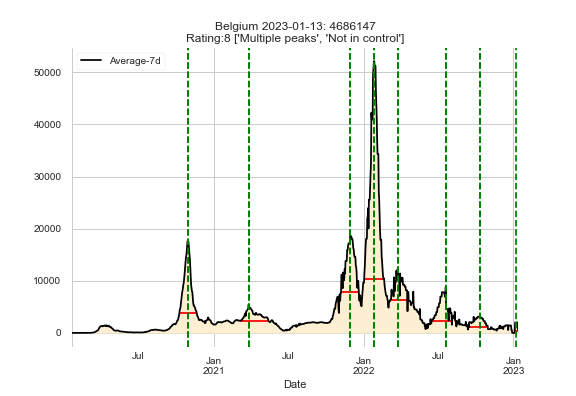 Belgium 2023-01-13: 4686147
Rating:8 ['Multiple peaks', 'Not in control']
Average-7d
50000
40000
30000
20000
10000
0
Jul
Jan
2021
Jul
Jan
2022
Jul
Jan
2023
Date